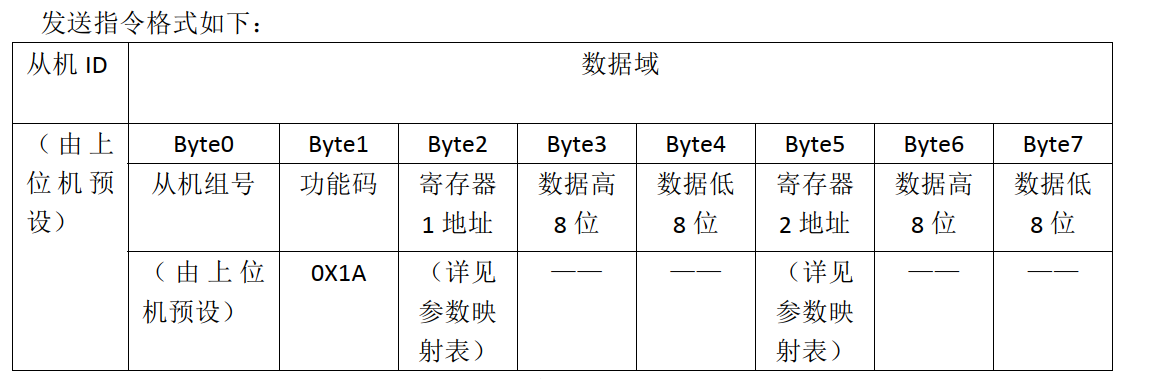 发送指令格式如下：
从机 ID 数据域
（由上位机预设） Byte0 Byte1 Byte2 Byte3 Byte4 Byte5 Byte6 Byte7
从机组号 功能码 寄存器1 地址 数据高8 位 数据低8 位 寄存器2 地址 数据高8 位 数据低8 位
（由上位机预设） 0X1A （详见参数映射表） —— —— （详见参数映射表） —— ——